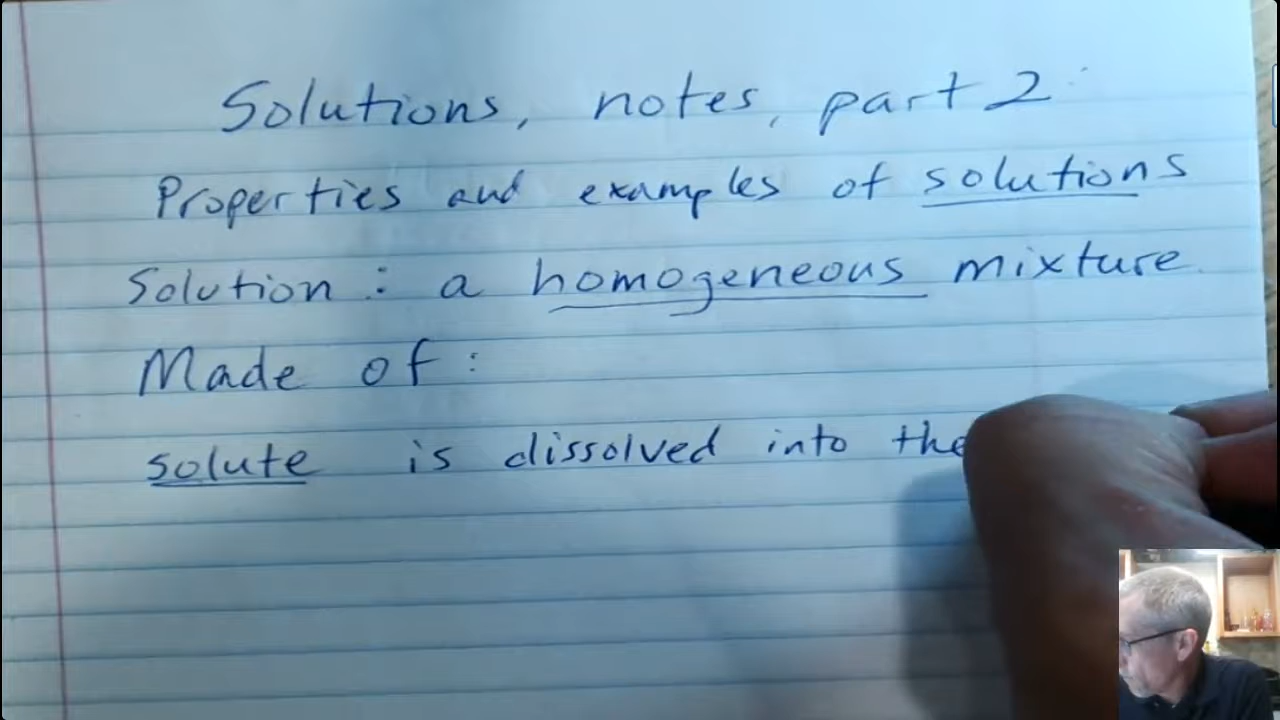 Solutions, notes, part 2
Properties and examples of solutions
Solution : a homogeneous mixture.
Made of :
solute is dissolved into the